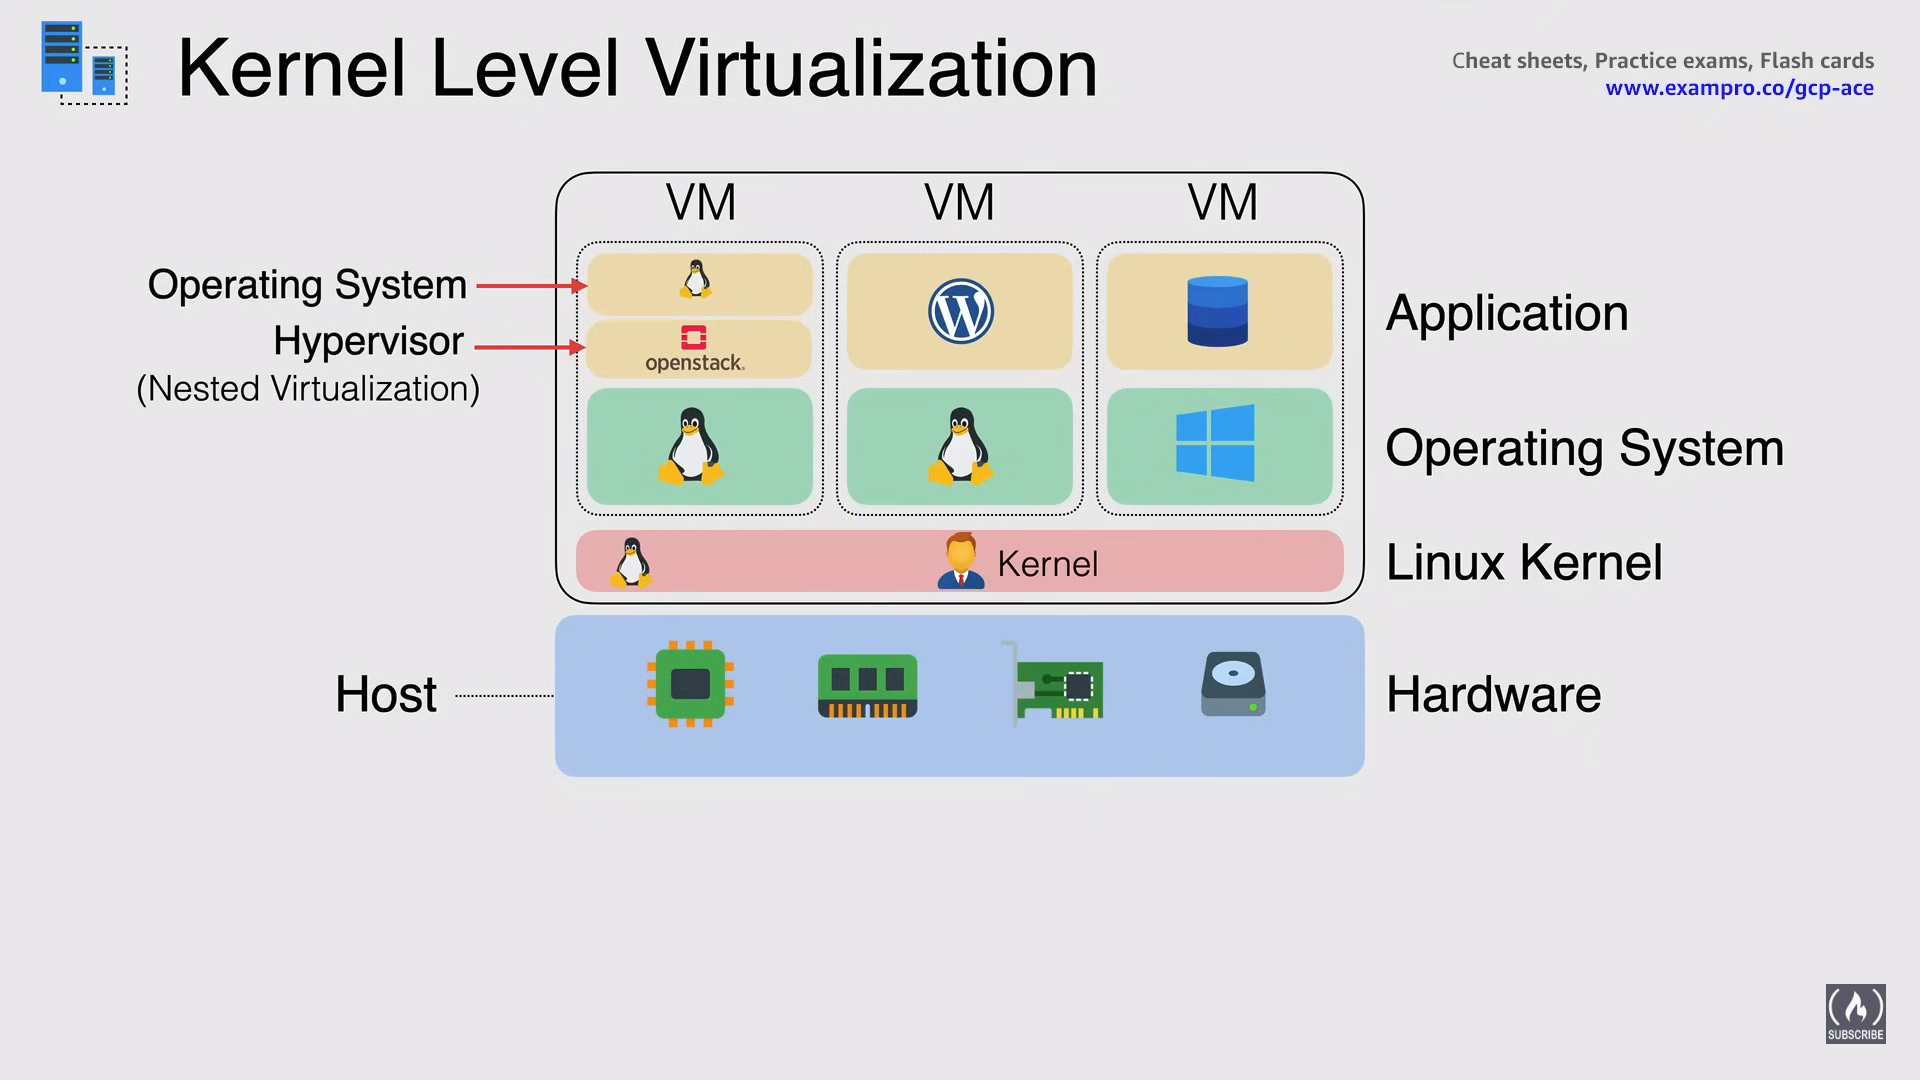 Kernel Level Virtualization
Cheat sheets, Practice exams, Flash cards
www.exampro.co/gcp-ace
VM VM VM
Operating System
Hypervisor
(Nested Virtualization)
openstack.
Application
Operating System
Kernel
Linux Kernel
Host
Hardware
SUBSCRIBE